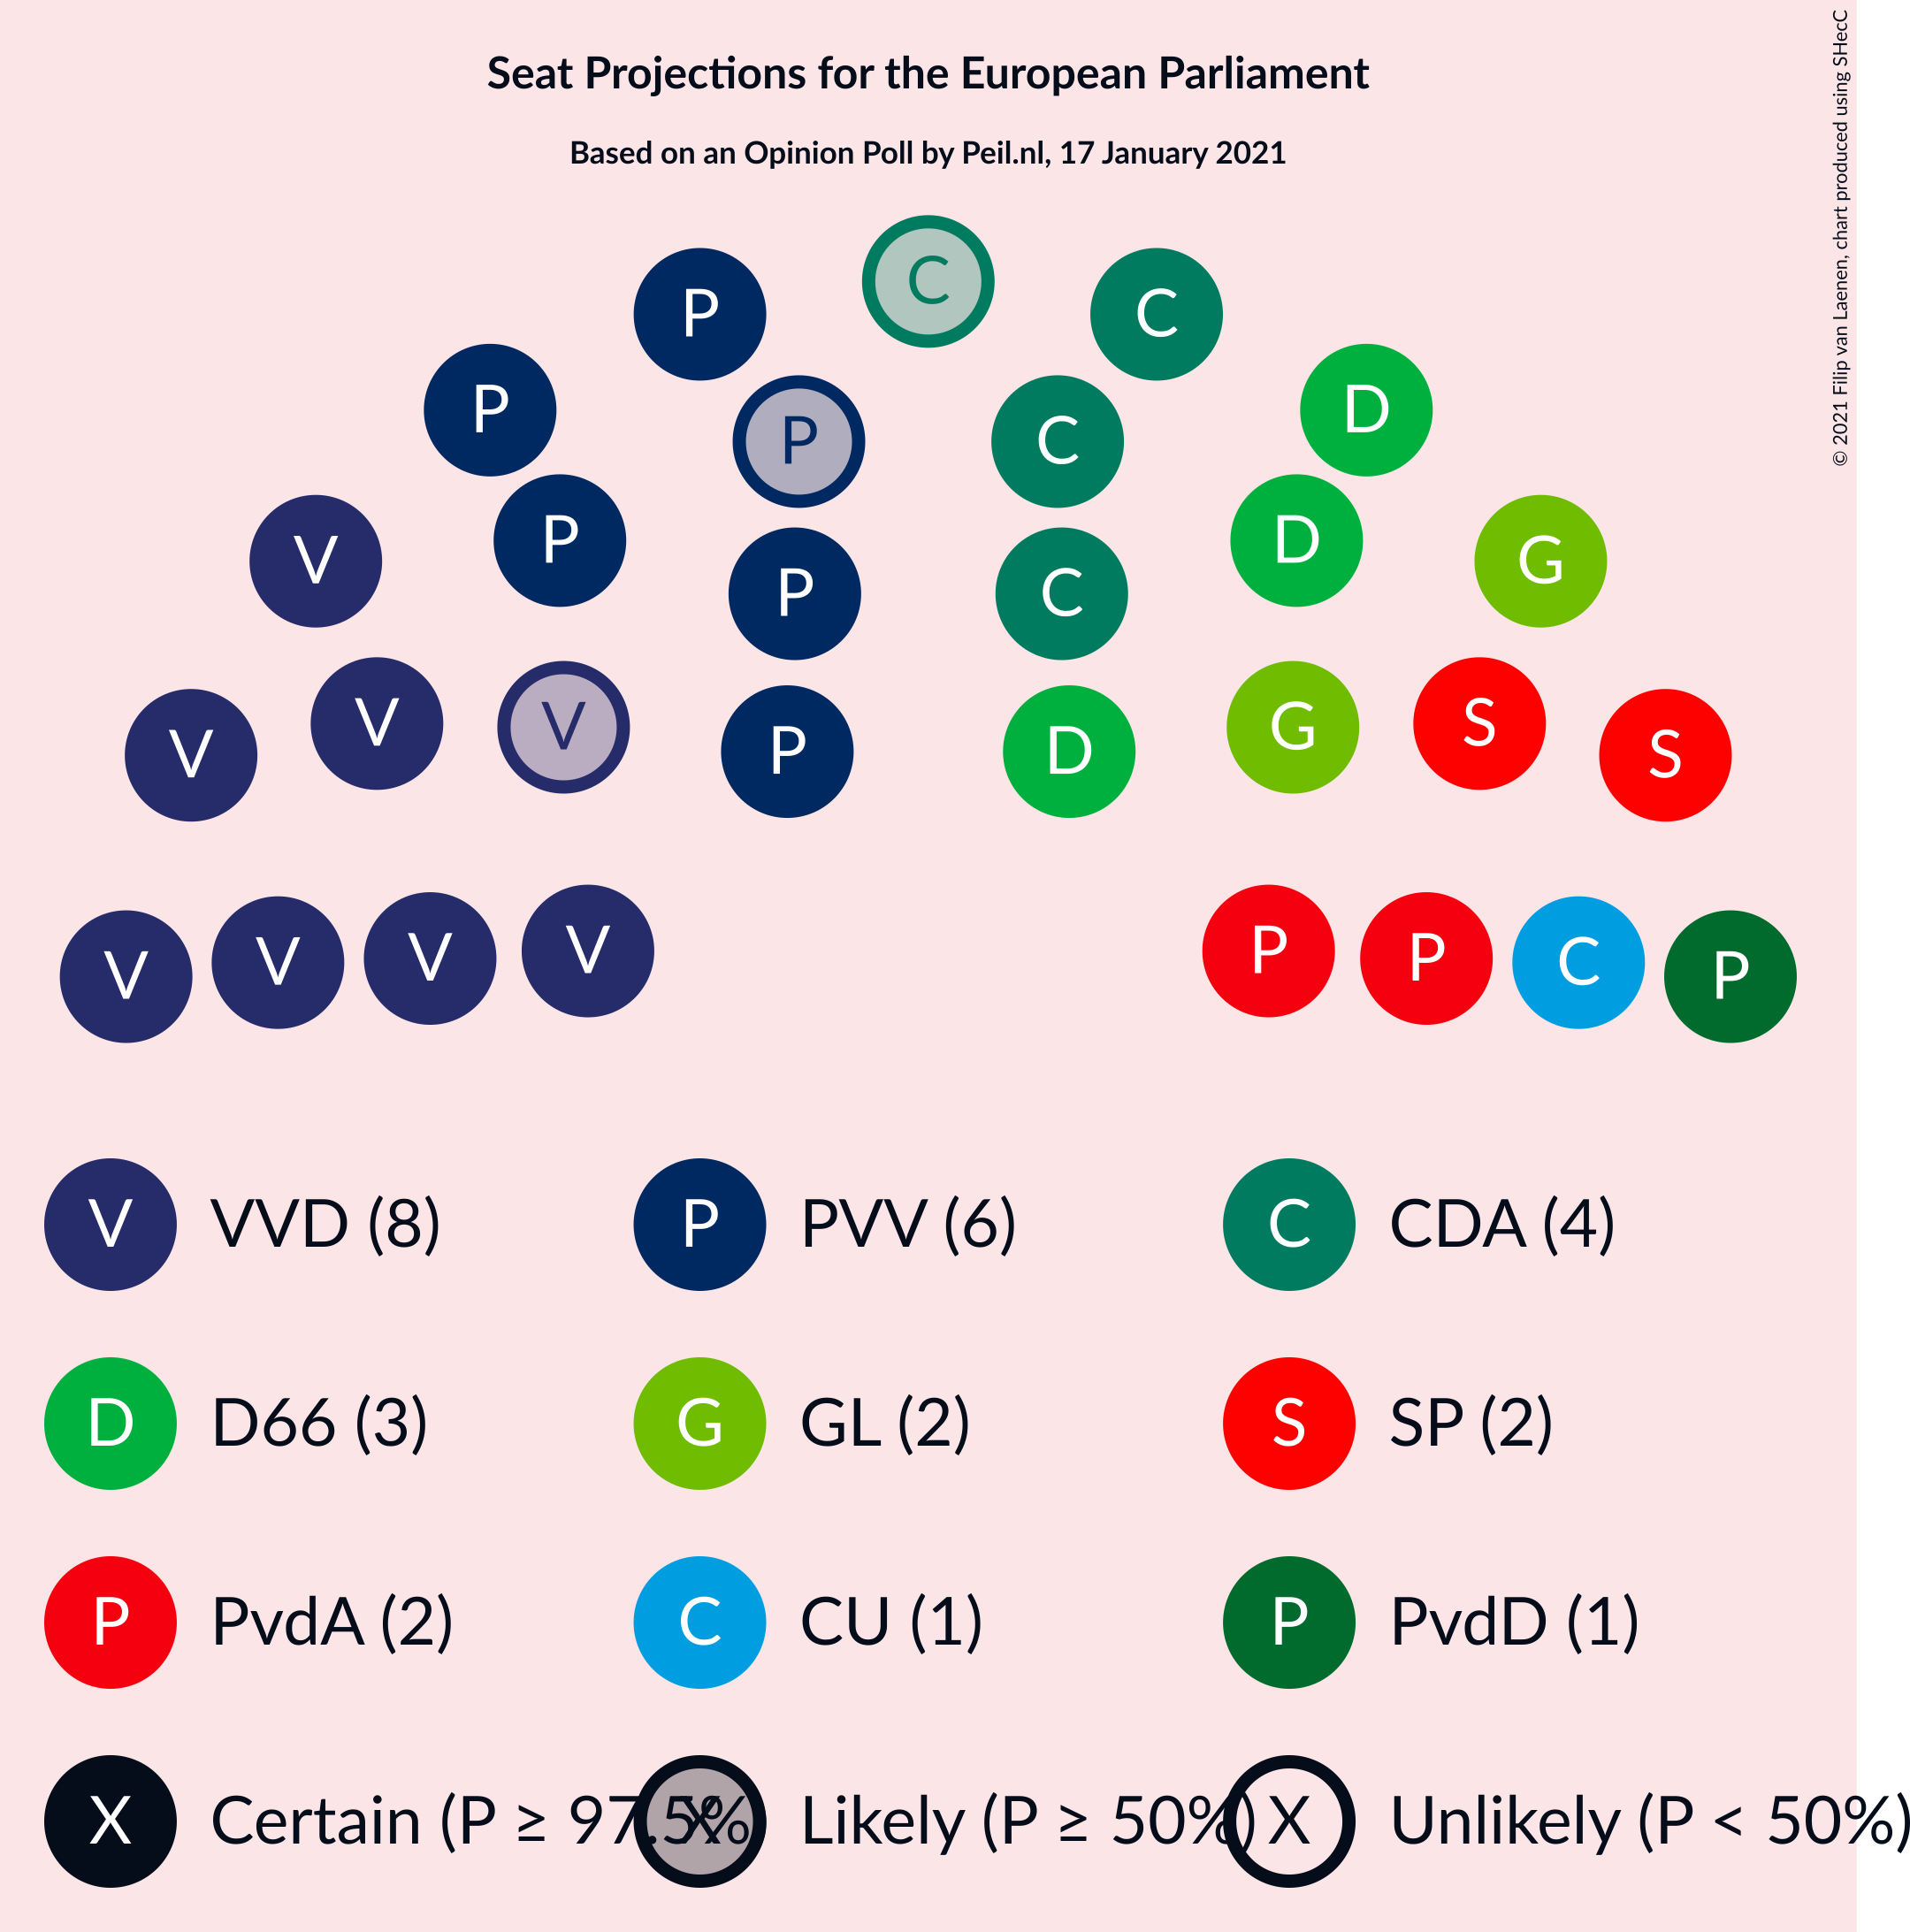 Seat Projections for the European Parliament
Based on an Opinion Poll by Peil.nl, 17 January 2021
© 2021 Filip van Laenen, chart produced using SHecC
C
P C
P D
P C
P D
V G
P C
V S
V G
V S
P D
V P
V P
V C
V P
V VVD (8) P PVV (6) C CDA (4)
D D66 (3) G GL (2) S SP (2)
P PvdA (2) C CU (1) P PvdD (1)
X Certain (P ≥ 97.5% X Likely (P ≥ 50%) X Unlikely (P < 50%)